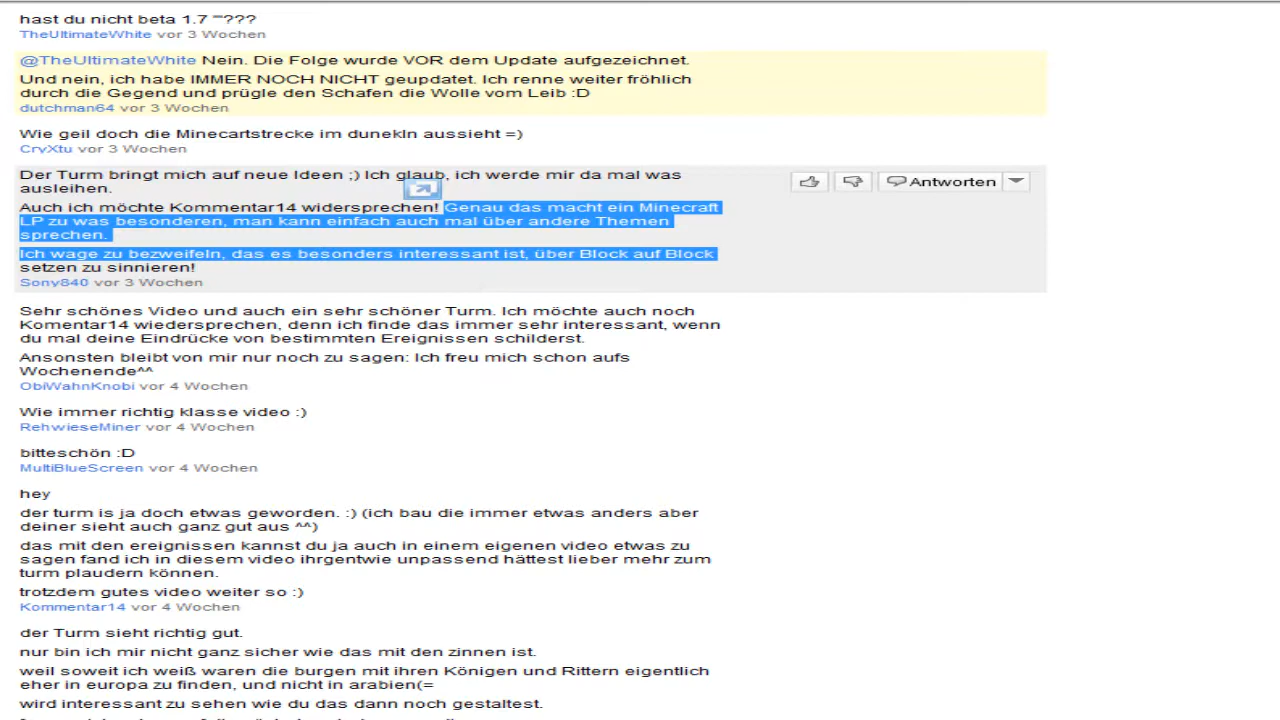 hast du nicht beta 1.7 '''???
TheUltimateWhite vor 3 Wochen
@TheUltimateWhite Nein. Die Folge wurde VOR dem Update aufgezeichnet.
Und nein, ich habe IMMER NOCH NICHT geupdatet. Ich renne weiter fröhlich
durch die Gegend und prügle den Schafen die Wolle vom Leib :D
dutchman64 vor 3 Wochen
Wie geil doch die Minecartstrecke im dunekln aussieht =)
CryXtu vor 3 Wochen
Der Turm bringt mich auf neue Ideen ;) Ich glaub, ich werde mir da mal was
ausleihen.
Antworten
Auch ich möchte Kommentar14 widersprechen! Genau das macht ein Minecraft
LP zu was besonderen, man kann einfach auch mal über andere Themen
sprechen.
Ich wage zu bezweifeln, das es besonders interessant ist, über Block auf Block
setzen zu sinnieren!
Sony840 vor 3 Wochen
Sehr schönes Video und auch ein sehr schöner Turm. Ich möchte auch noch
Komentar14 wiedersprechen, denn ich finde das immer sehr interessant, wenn
du mal deine Eindrücke von bestimmten Ereignissen schilderst.
Ansonsten bleibt von mir nur noch zu sagen: Ich freu mich schon aufs
Wochenende^^
ObiWahnKnobi vor 4 Wochen
Wie immer richtig klasse video :)
RehwieseMiner vor 4 Wochen
bitteschön :D
MultiBlueScreen vor 4 Wochen
hey
der turm is ja doch etwas geworden. :) (ich bau die immer etwas anders aber
deiner sieht auch ganz gut aus ^^)
das mit den ereignissen kannst du ja auch in einem eigenen video etwas zu
sagen fand ich in diesem video ihrgentwie unpassend hättest lieber mehr zum
turm plaudern können.
trotzdem gutes video weiter so :)
Kommentar14 vor 4 Wochen
der Turm sieht richtig gut.
nur bin ich mir nicht ganz sicher wie das mit den zinnen ist.
weil soweit ich weiß waren die burgen mit ihren Königen und Rittern eigentlich
eher in europa zu finden, und nicht in arabien(=
wird interessant zu sehen wie du das dann noch gestaltest.